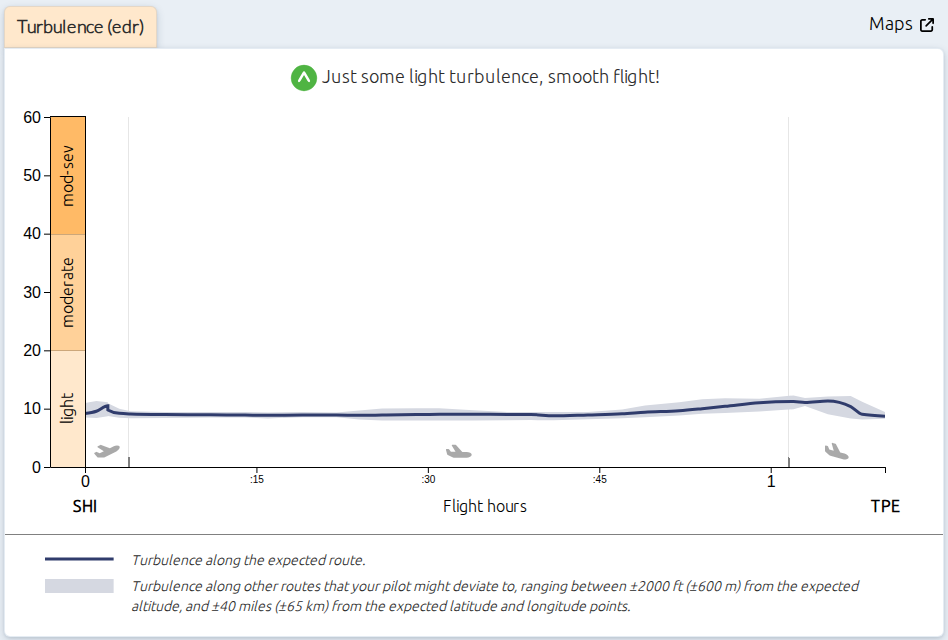 Turbulence (edr)
Maps
Just some light turbulence, smooth flight!
60
50
40
30
20
10
0
mod-sev
moderate
light
0
:15
:30
:45
1
SHI
Flight hours
TPE
Turbulence along the expected route.
Turbulence along other routes that your pilot might deviate to, ranging between ±2000 ft (±600 m) from the expected
altitude, and ±40 miles (±65 km) from the expected latitude and longitude points.